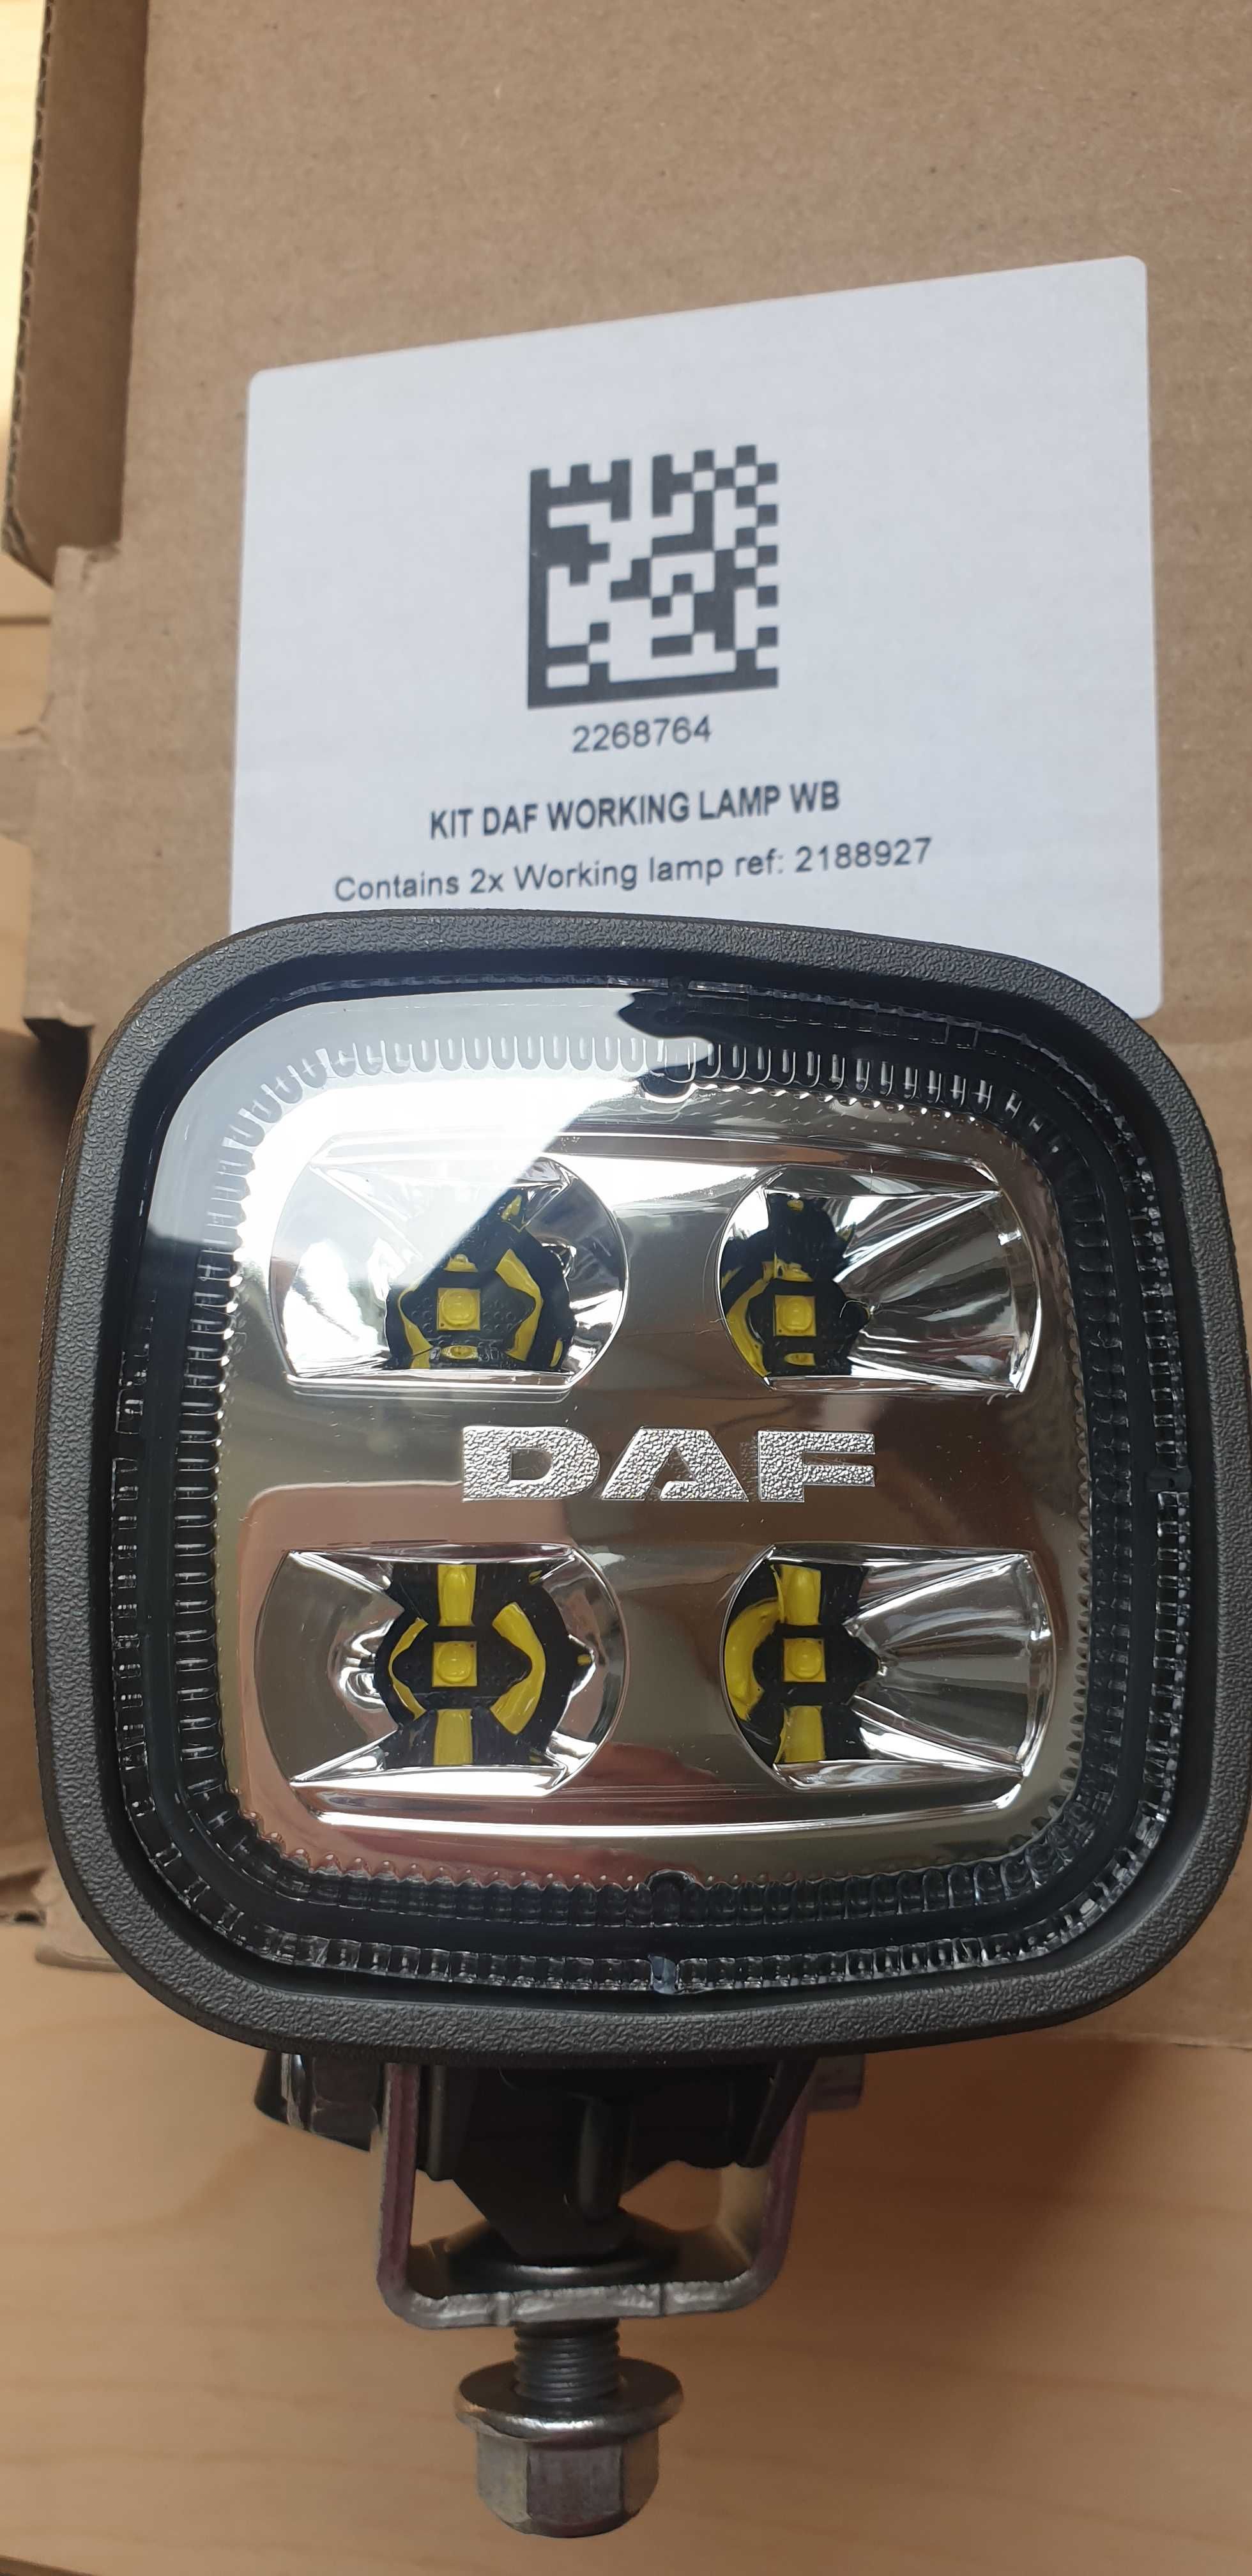 2268764
KIT DAF WORKING LAMP WB
Contains 2x Working lamp ref: 2188927
DAF